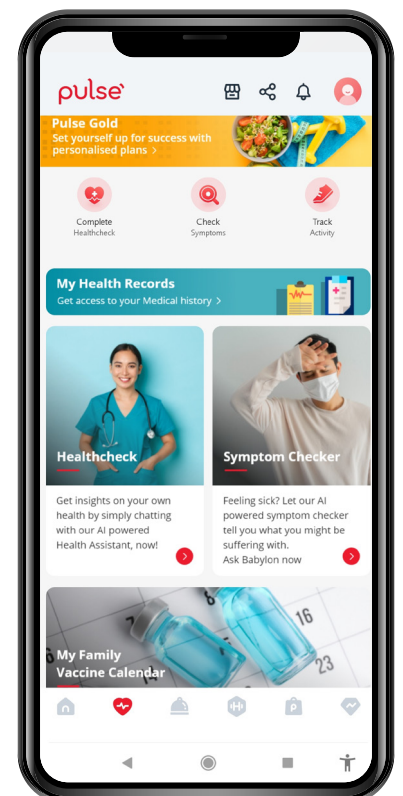 pulse
Pulse Gold
Set yourself up for success with
personalised plans >
Complete
Healthcheck
Check
Symptoms
Track
Activity
My Health Records
Get access to your Medical history >
Healthcheck
Get insights on your own
health by simply chatting
with our AI powered
Health Assistant, now!
Symptom Checker
Feeling sick? Let our AI
powered symptom checker
tell you what you might be
suffering with.
Ask Babylon now
8
16
My Family
Vaccine Calendar
23